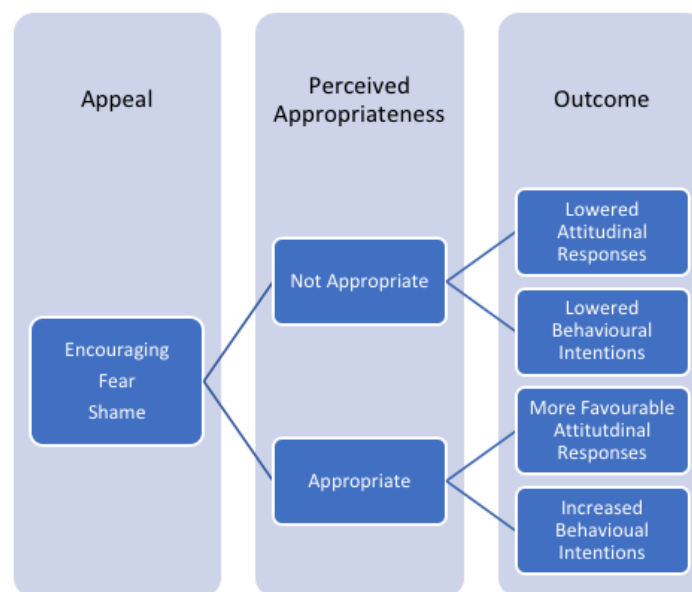 Appeal
Perceived
Appropriateness
Outcome
Encouraging
Fear
Shame
Not Appropriate
Appropriate
Lowered
Attitudinal
Responses
Lowered
Behavioural
Intentions
More Favourable
Attitutdinal
Responses
Increased
Behavioual
Intentions